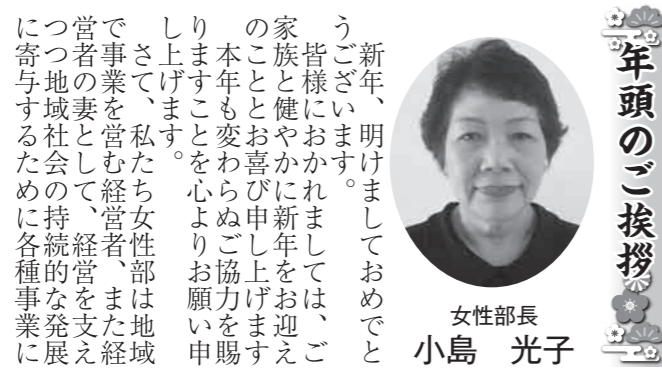 年頭のご挨拶
女性部長
小島　光子
新年、明けましておめでと
うございます。
皆様におかれましては、ご
家族と健やかに新年をお迎え
のこととお喜び申し上げます
本年も変わらぬご協力を賜
りますことを心よりお願い申
し上げます。
さて、私たち女性部は地域
で事業を営む経営者、また経
営者の妻として、経営を支え
つつ地域社会の持続的な発展
に寄与するために各種事業に